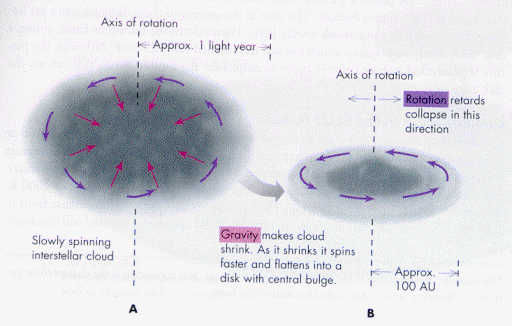 Axis of rotation
Approx. 1 light year
Axis of rotation
Rotation retards
collapse in this
direction
Slowly spinning
interstellar cloud
Gravity makes cloud
shrink. As it shrinks it spins
faster and flattens into a
disk with central bulge.
Approx.
100 AU
A
B